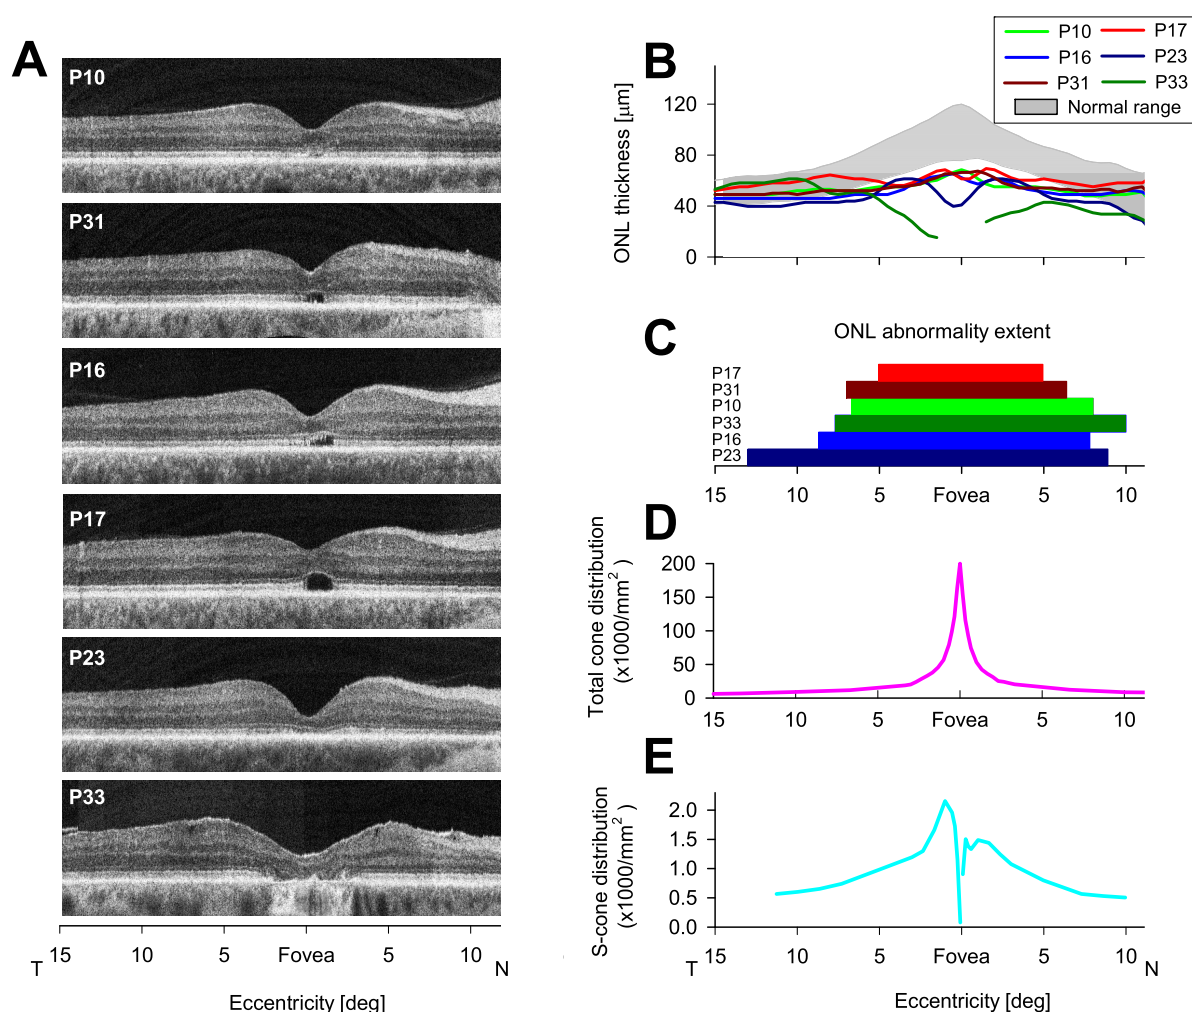 A
P10
P31
P16
P17
P23
P33
15 10 5 Fovea 5 10
T N
Eccentricity [deg]
B
P10 P17
P16 P23
P31 P33
Normal range
ONL thickness [μm]
120
80
40
0
C
ONL abnormality extent
P17
P31
P10
P33
P16
P23
15 10 5 Fovea 5 10
D
Total cone distribution
(x1000/mm²)
200
150
100
50
0
15 10 5 Fovea 5 10
E
S-cone distribution
(x1000/mm²)
2.0
1.5
1.0
0.5
0.0
15 10 5 Fovea 5 10
T N
Eccentricity [deg]